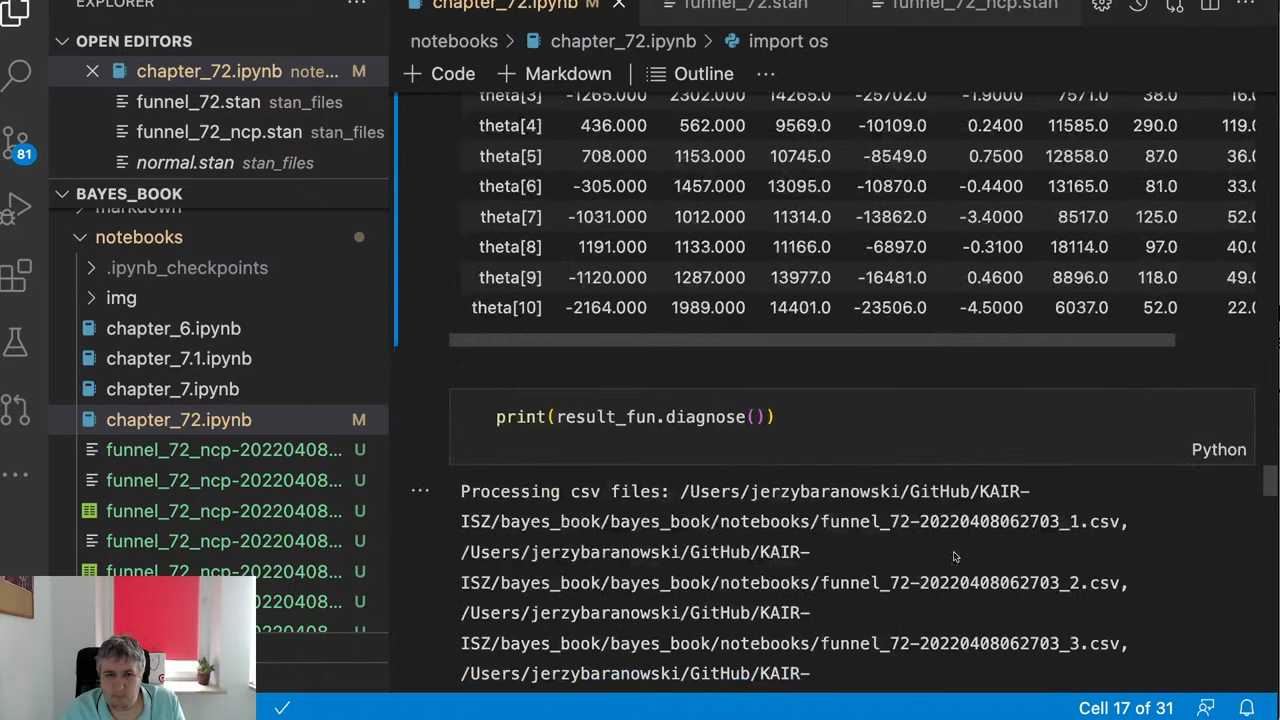 EXPLORER
OPEN EDITORS
chapter_72.ipynb note... M
funnel_72.stan stan_files
funnel_72_ncp.stan stan_files
normal.stan stan_files
81
BAYES_BOOK
markdown
notebooks
.ipynb_checkpoints
img
chapter_6.ipynb
chapter_7.1.ipynb
chapter_7.ipynb
chapter_72.ipynb M
funnel_72_ncp-20220408... U
funnel_72_ncp-20220408... U
funnel_72_ncp-20220408... U
funnel_72_ncp-20220408... U
funnel_72_ncp-20220408... U
20220408... U
20220408... U
chapter_72.ipynb M funnel_72.stan funnel_72_ncp.stan
notebooks > chapter_72.ipynb > import os
Code Markdown Outline ...
theta[3] -1265.000 2302.000 14265.0 -25702.0 -1.9000 7571.0 38.0 16.0
theta[4] 436.000 562.000 9569.0 -10109.0 0.2400 11585.0 290.0 119.0
theta[5] 708.000 1153.000 10745.0 -8549.0 0.7500 12858.0 87.0 36.0
theta[6] -305.000 1457.000 13095.0 -10870.0 -0.4400 13165.0 81.0 33.0
theta[7] -1031.000 1012.000 11314.0 -13862.0 -3.4000 8517.0 125.0 52.0
theta[8] 1191.000 1133.000 11166.0 -6897.0 -0.3100 18114.0 97.0 40.0
theta[9] -1120.000 1287.000 13977.0 -16481.0 0.4600 8896.0 118.0 49.0
theta[10] -2164.000 1989.000 14401.0 -23506.0 -4.5000 6037.0 52.0 22.0
print(result_fun.diagnose())
Python
Processing csv files: /Users/jerzybaranowski/GitHub/KAIR-
ISZ/bayes_book/bayes_book/notebooks/funnel_72-20220408062703_1.csv,
/Users/jerzybaranowski/GitHub/KAIR-
ISZ/bayes_book/bayes_book/notebooks/funnel_72-20220408062703_2.csv,
/Users/jerzybaranowski/GitHub/KAIR-
ISZ/bayes_book/bayes_book/notebooks/funnel_72-20220408062703_3.csv,
/Users/jerzybaranowski/GitHub/KAIR-
Cell 17 of 31